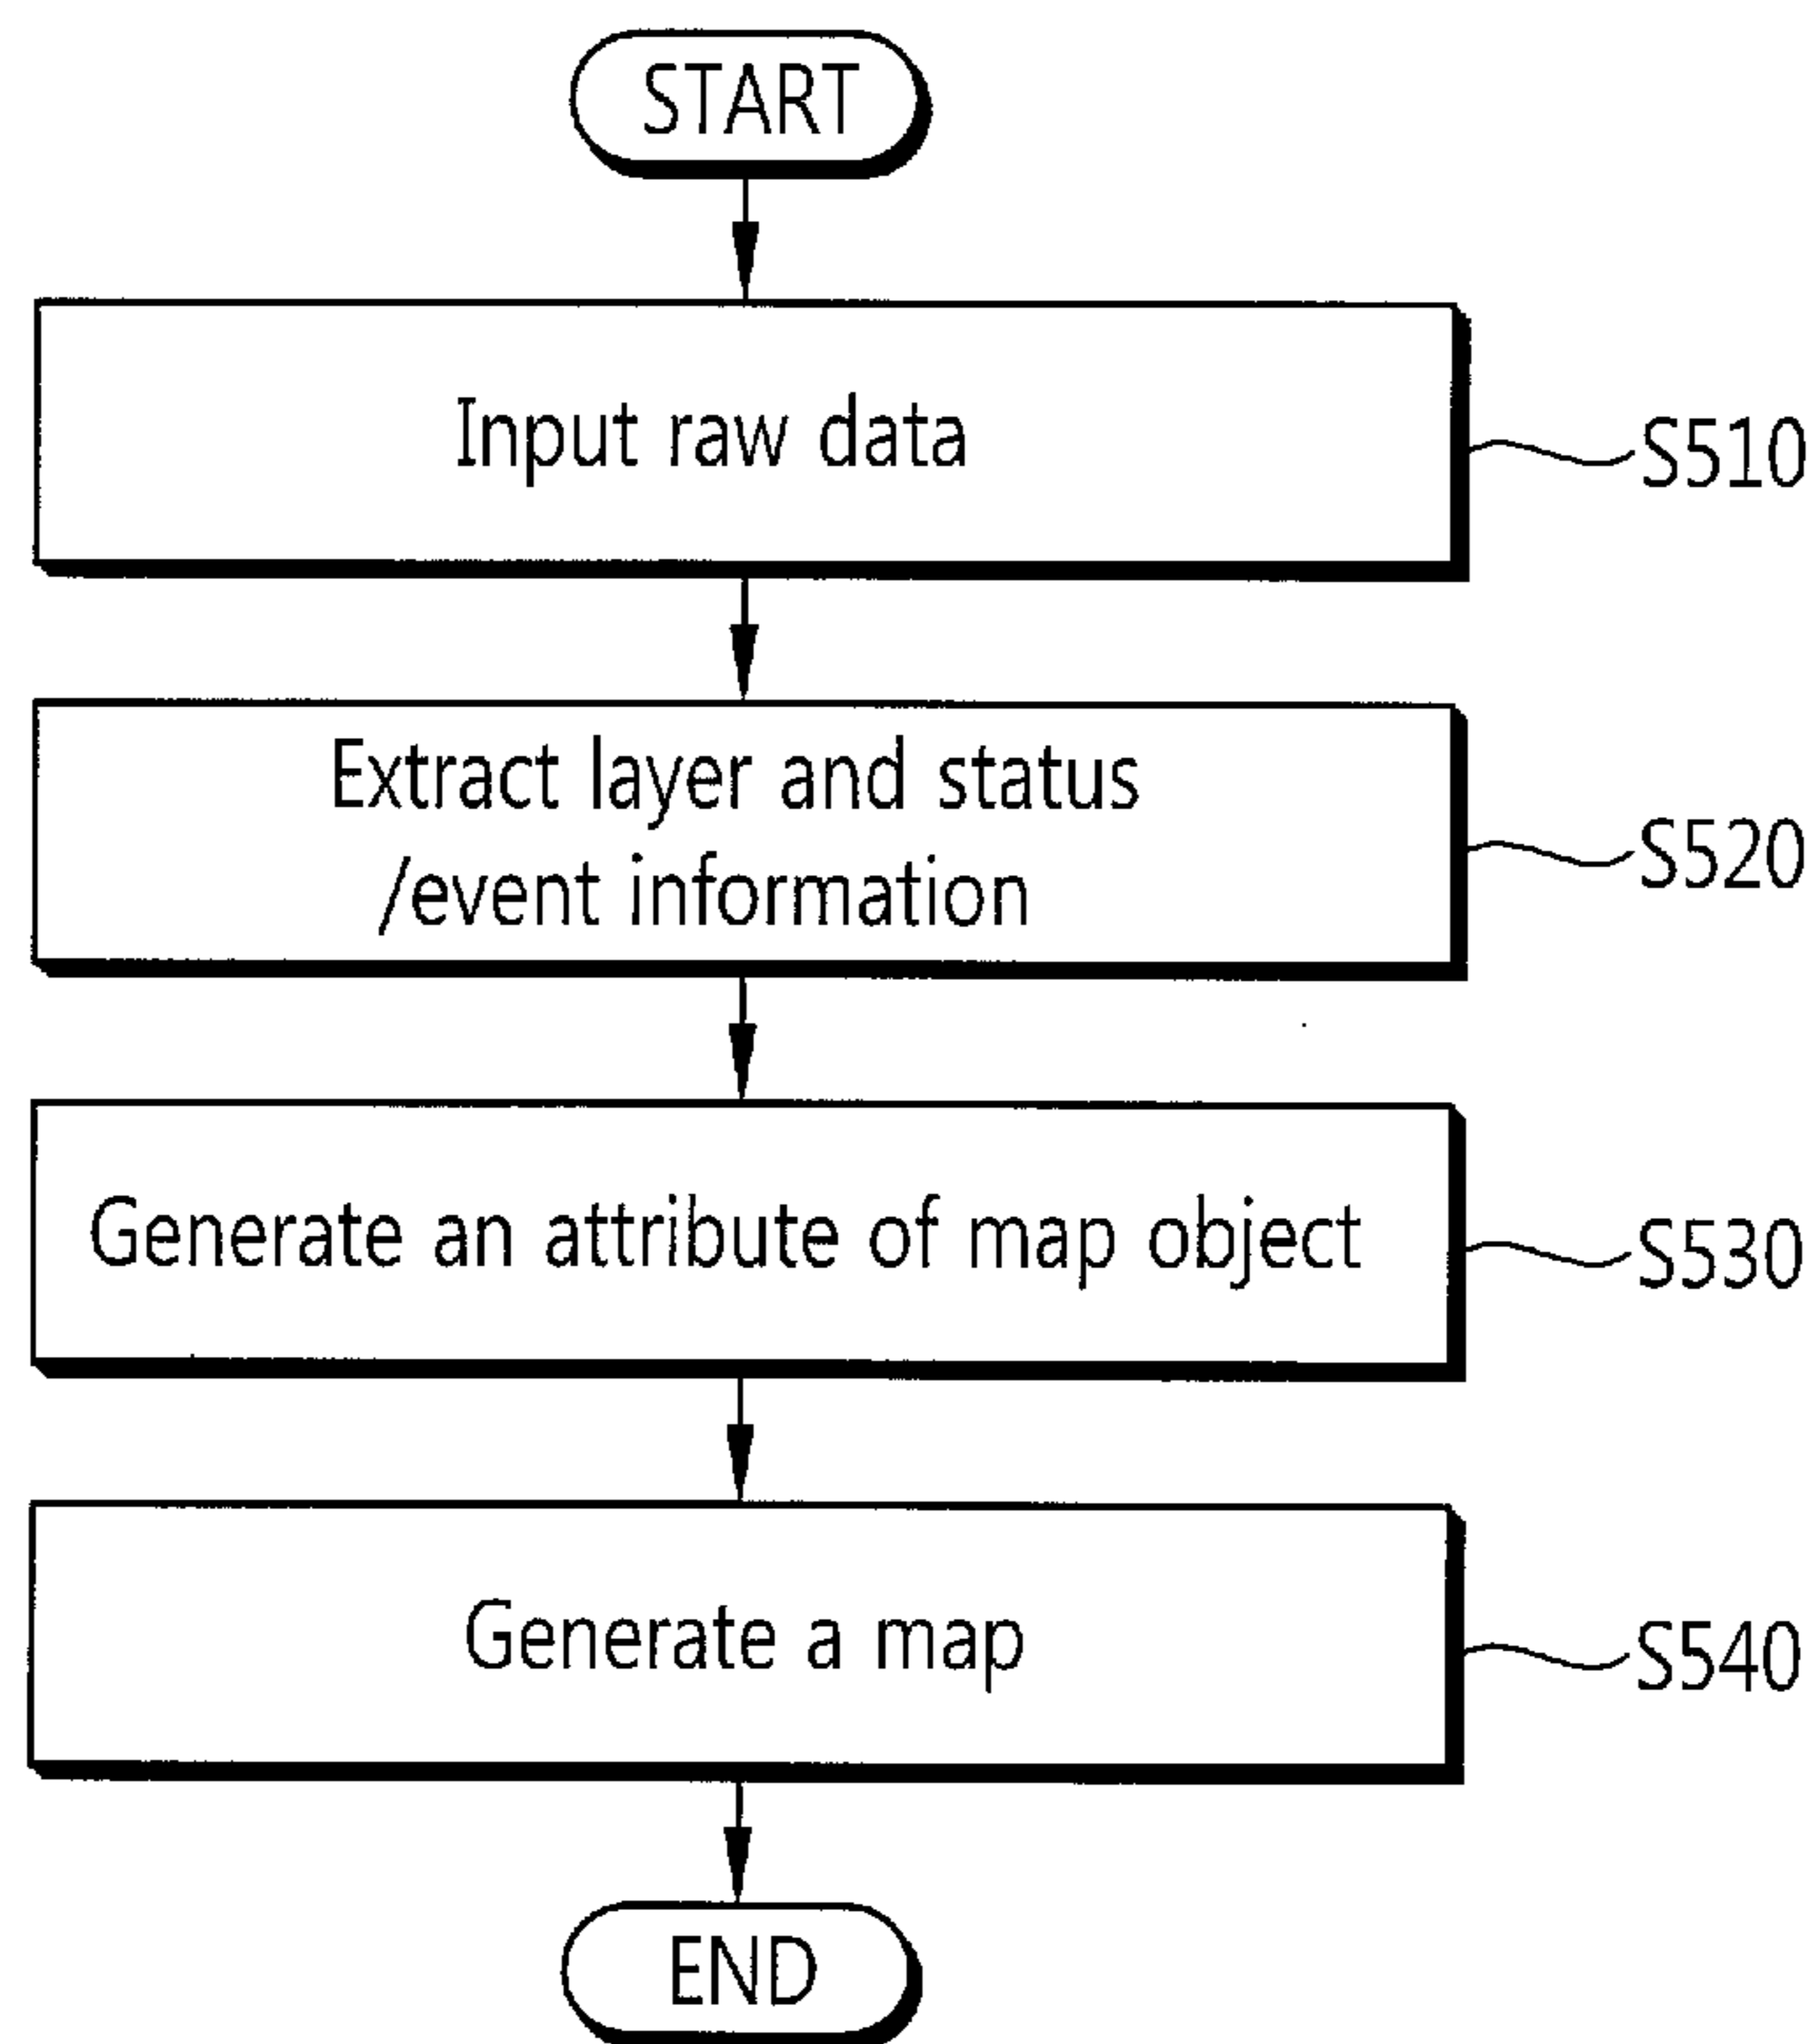 START
Input raw data
S510
Extract layer and status
/event information
S520
Generate an attribute of map object
S530
Generate a map
S540
END